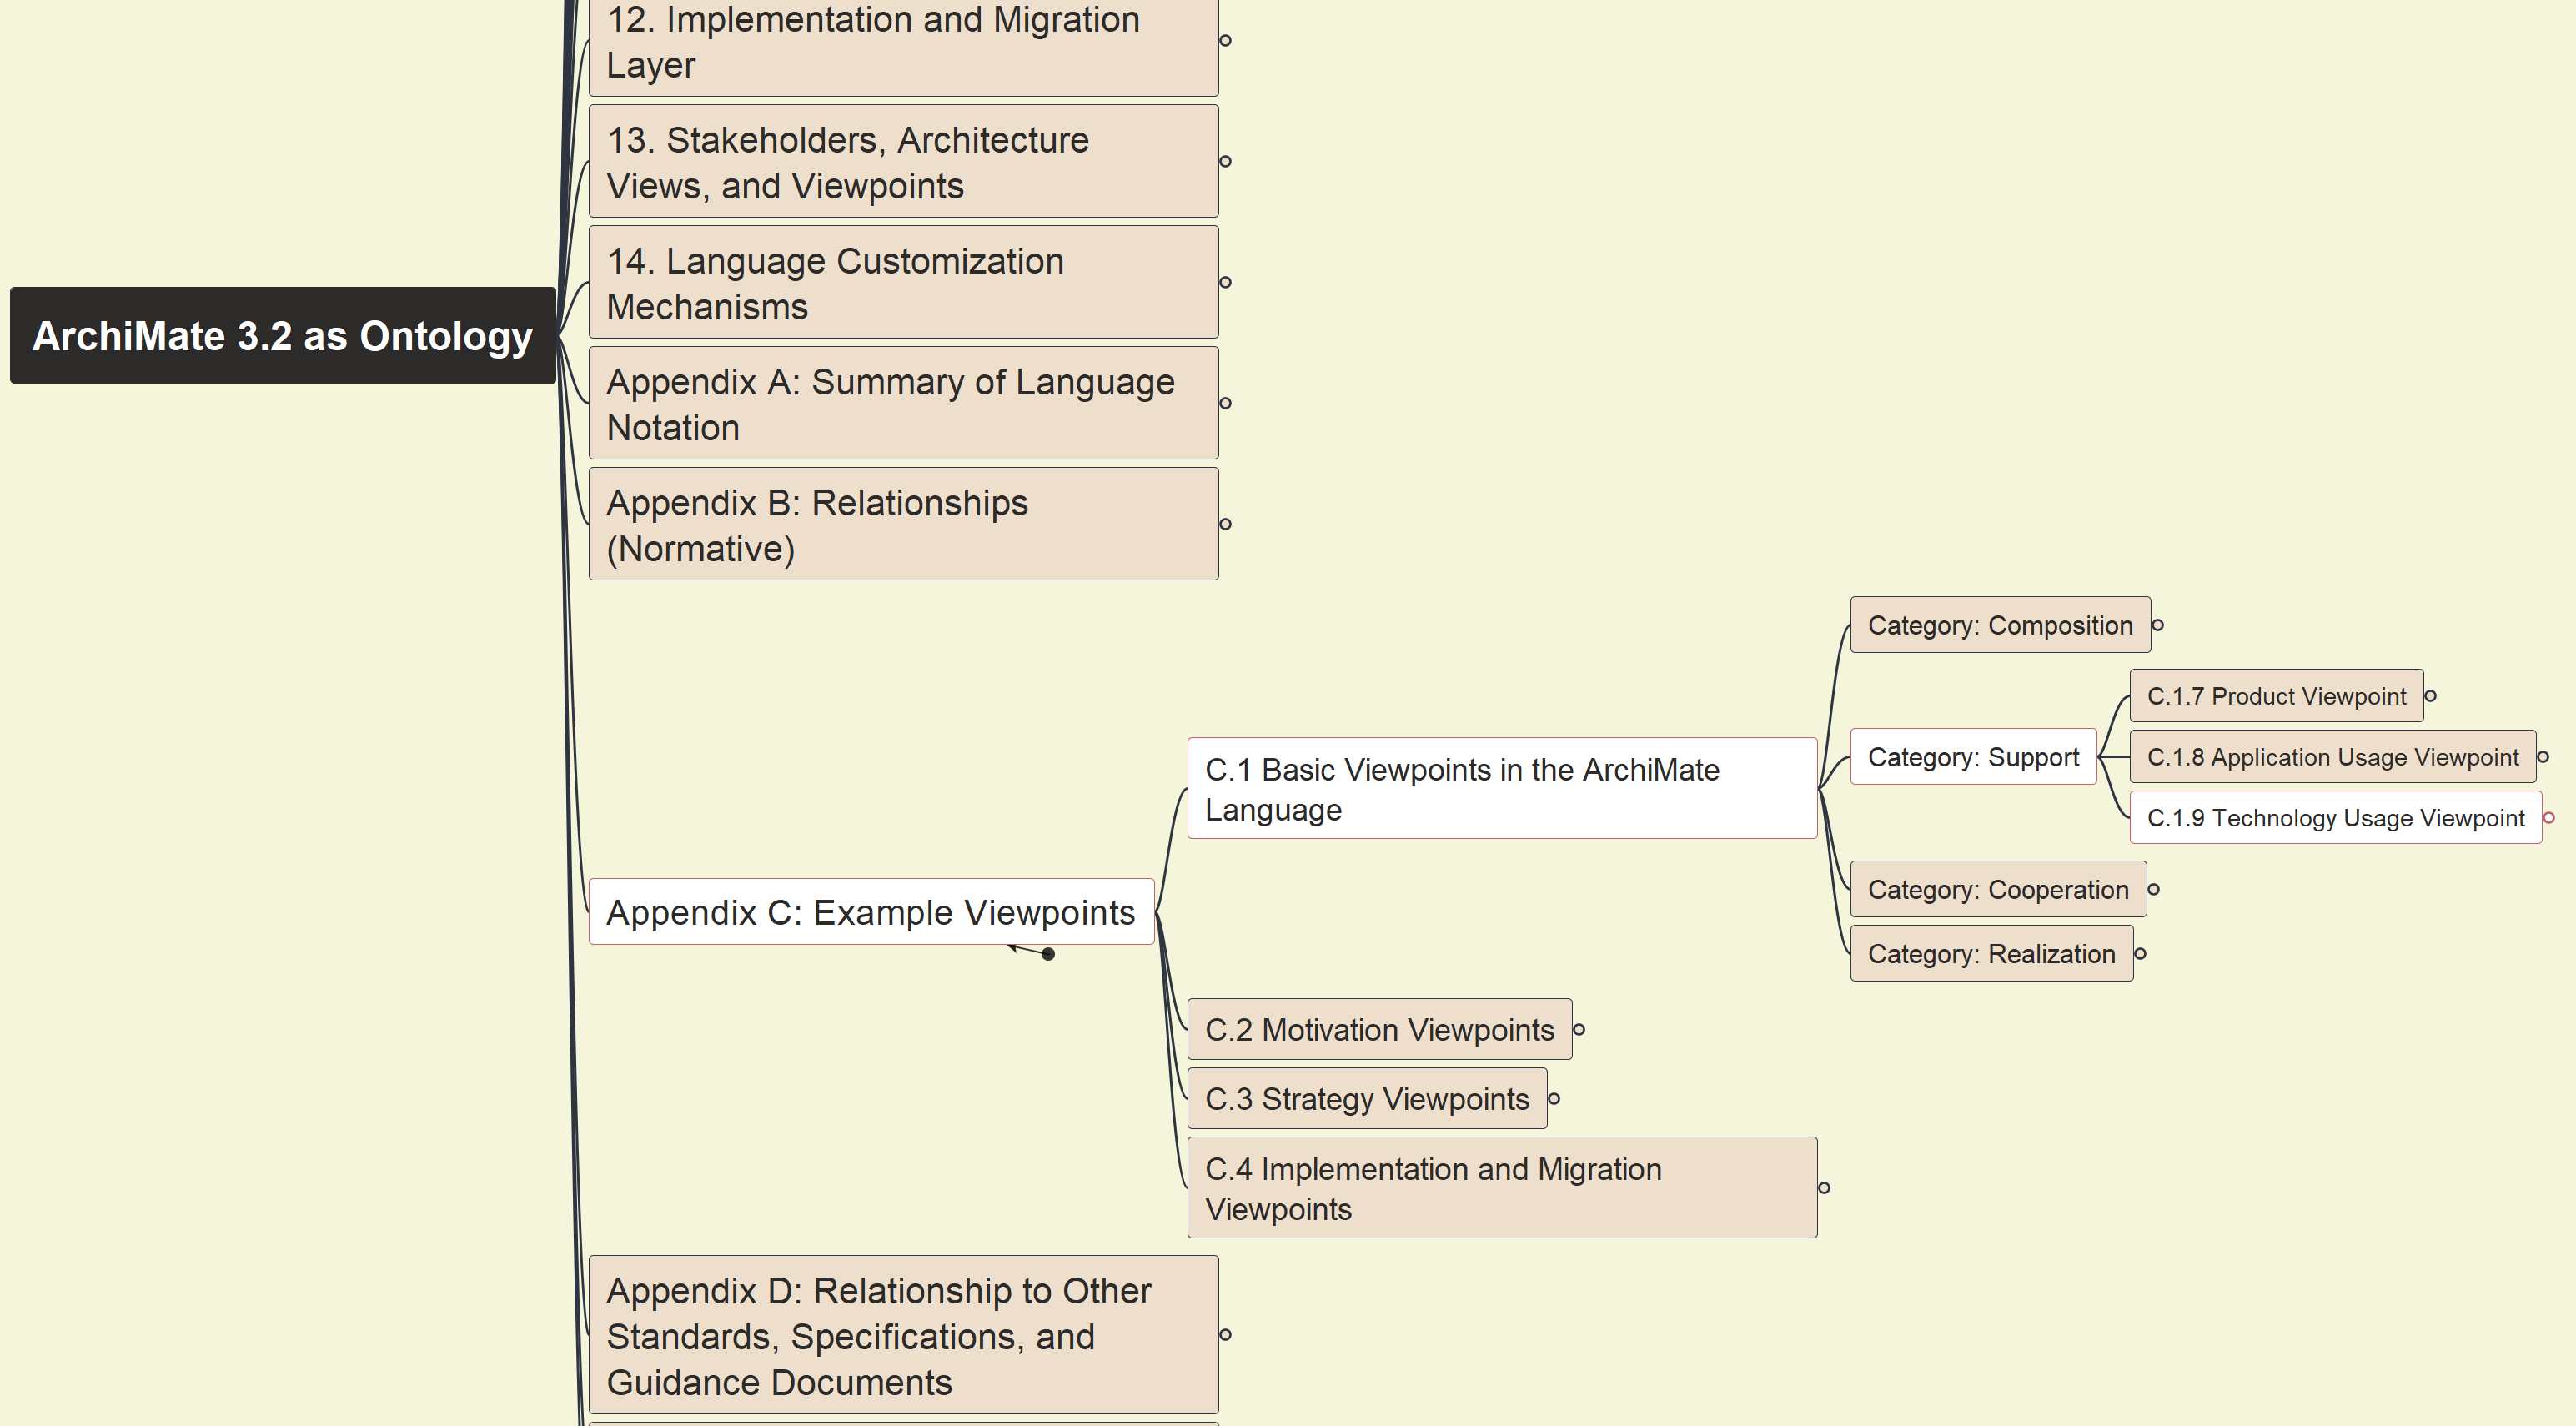 12. Implementation and Migration
Layer
13. Stakeholders, Architecture
Views, and Viewpoints
14. Language Customization
Mechanisms
ArchiMate 3.2 as Ontology
Appendix A: Summary of Language
Notation
Appendix B: Relationships
(Normative)
Appendix C: Example Viewpoints
C.1 Basic Viewpoints in the ArchiMate
Language
Category: Composition
Category: Support
C.1.7 Product Viewpoint
C.1.8 Application Usage Viewpoint
C.1.9 Technology Usage Viewpoint
Category: Cooperation
Category: Realization
C.2 Motivation Viewpoints
C.3 Strategy Viewpoints
C.4 Implementation and Migration
Viewpoints
Appendix D: Relationship to Other
Standards, Specifications, and
Guidance Documents